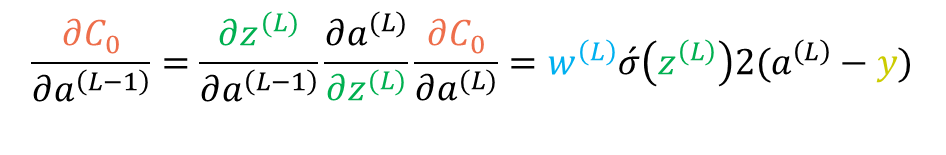 ∂C₀/∂a⁽ᴸ⁻¹⁾ = ∂z⁽ᴸ⁾/∂a⁽ᴸ⁻¹⁾ ∂a⁽ᴸ⁾/∂z⁽ᴸ⁾ ∂C₀/∂a⁽ᴸ⁾ = w⁽ᴸ⁾σ́(z⁽ᴸ⁾)2(a⁽ᴸ⁾ − y)